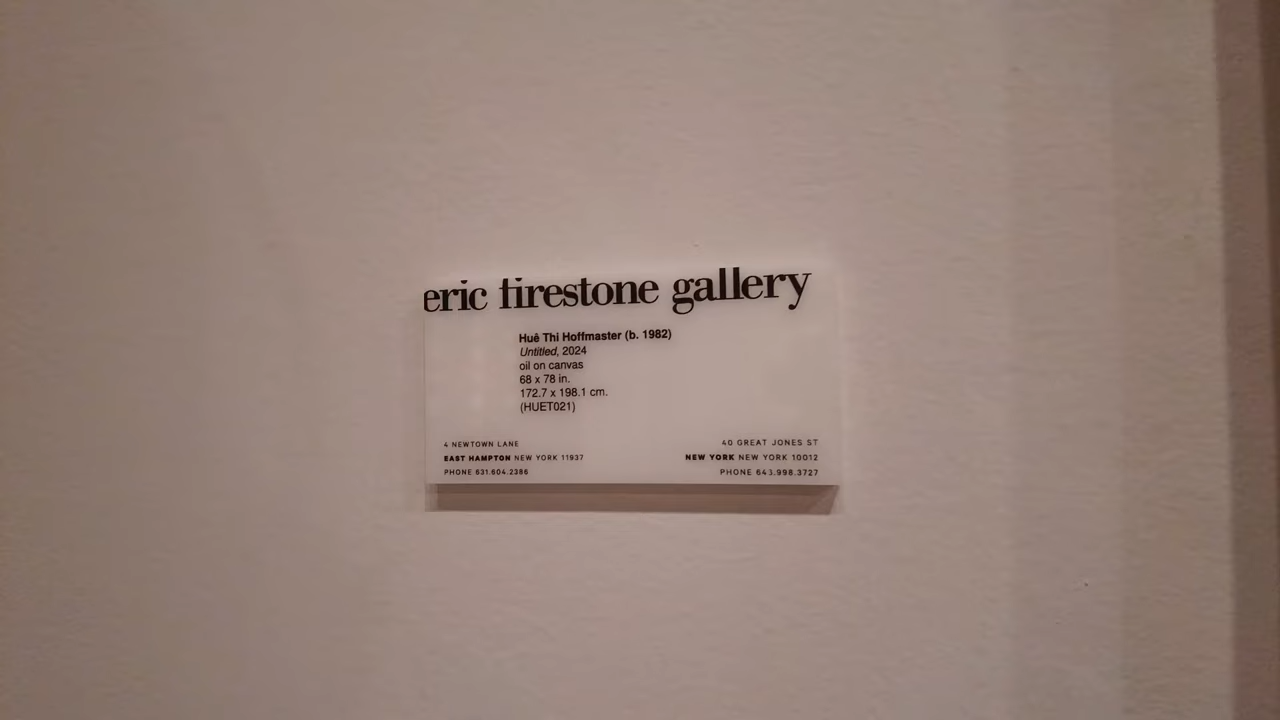 eric firestone gallery
Huê Thi Hoffmaster (b. 1982)
Untitled, 2024
oil on canvas
68 x 78 in.
172.7 x 198.1 cm.
(HUET021)
4 NEWTOWN LANE
EAST HAMPTON NEW YORK 11937
PHONE 631.604.2386
40 GREAT JONES ST
NEW YORK NEW YORK 10012
PHONE 643.998.3727